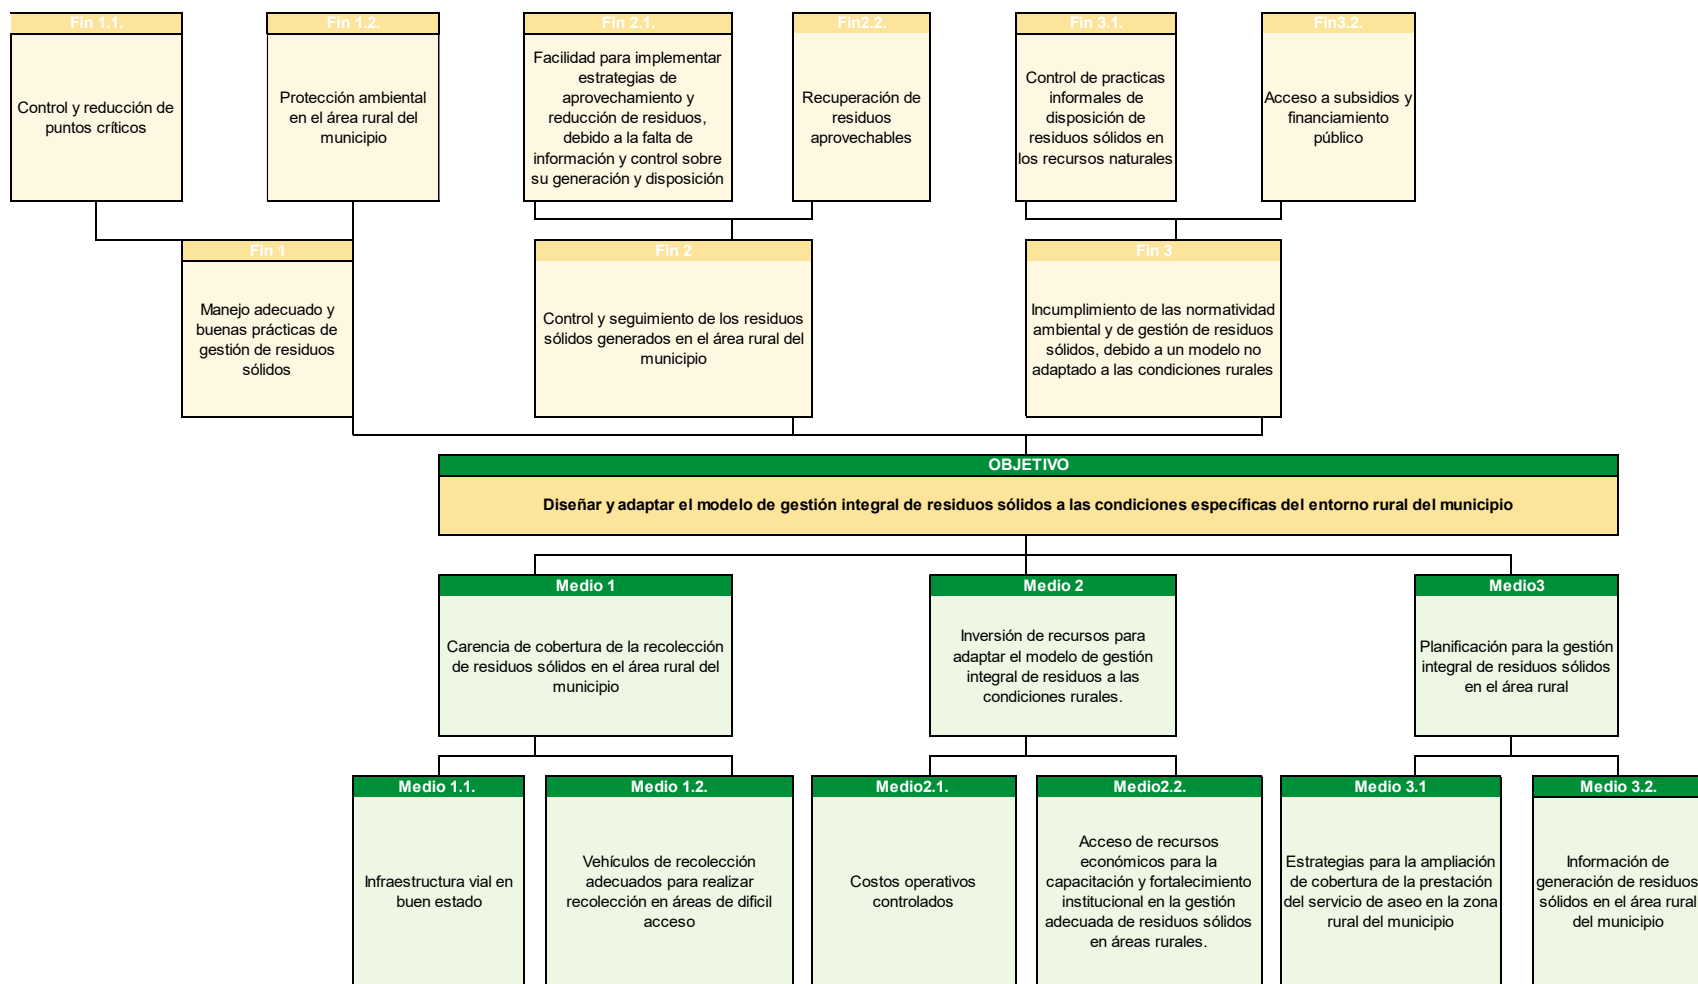 Fin 1.1.
Control y reducción de
puntos críticos
Fin 1.2.
Protección ambiental
en el área rural del
municipio
Fin 2.1.
Facilidad para implementar
estrategias de
aprovechamiento y
reducción de residuos,
debido a la falta de
información y control sobre
su generación y disposición
Fin2.2.
Recuperación de
residuos
aprovechables
Fin 3.1.
Control de practicas
informales de
disposición de
residuos sólidos en
los recursos naturales
Fin3.2.
Acceso a subsidios y
financiamiento
público
Fin 1
Manejo adecuado y
buenas prácticas de
gestión de residuos
sólidos
Fin 2
Control y seguimiento de los residuos
sólidos generados en el área rural del
municipio
Fin 3
Incumplimiento de las normatividad
ambiental y de gestión de residuos
sólidos, debido a un modelo no
adaptado a las condiciones rurales
OBJETIVO
Diseñar y adaptar el modelo de gestión integral de residuos sólidos a las condiciones específicas del entorno rural del municipio
Medio 1
Carencia de cobertura de la recolección
de residuos sólidos en el área rural del
municipio
Medio 2
Inversión de recursos para
adaptar el modelo de gestión
integral de residuos a las
condiciones rurales.
Medio3
Planificación para la gestión
integral de residuos sólidos
en el área rural
Medio 1.1.
Infraestructura vial en
buen estado
Medio 1.2.
Vehículos de recolección
adecuados para realizar
recolección en áreas de dificil
acceso
Medio2.1.
Costos operativos
controlados
Medio2.2.
Acceso de recursos
económicos para la
capacitación y fortalecimiento
institucional en la gestión
adecuada de residuos sólidos
en áreas rurales.
Medio 3.1
Estrategias para la ampliación
de cobertura de la prestación
del servicio de aseo en la zona
rural del municipio
Medio 3.2.
Información de
generación de residuos
sólidos en el área rural
del municipio